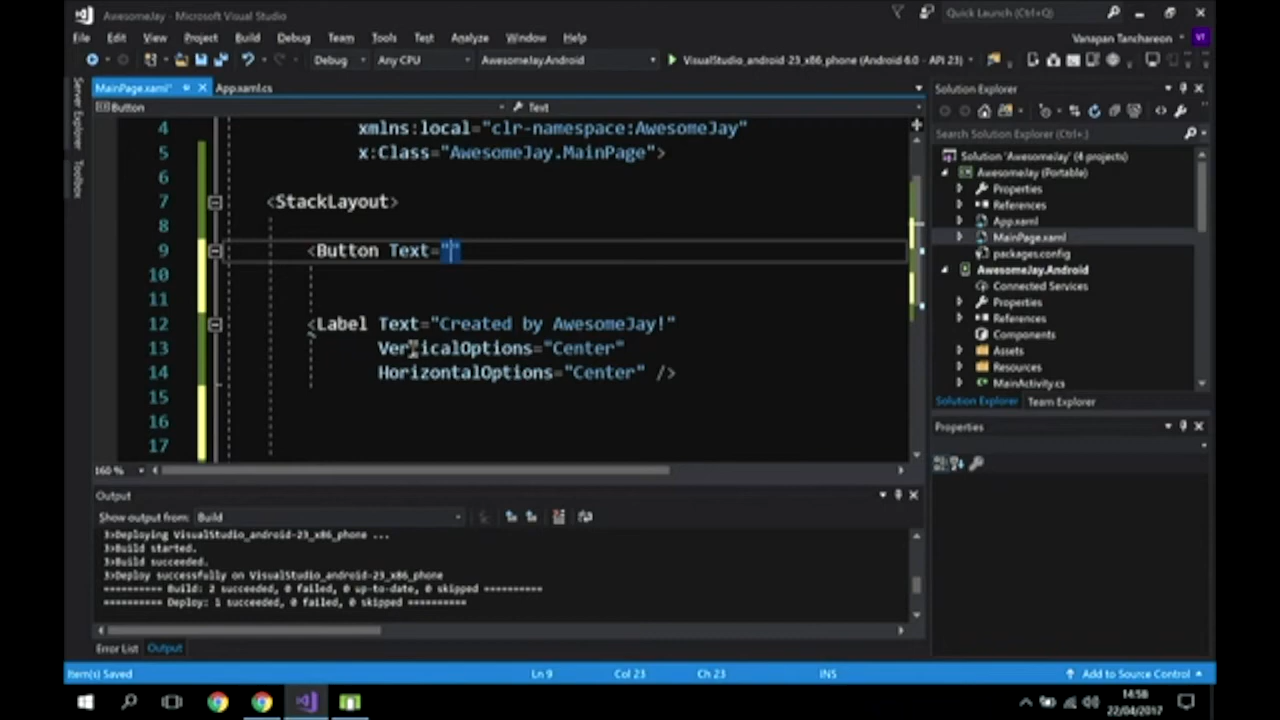 AwesomeJay - Microsoft Visual Studio
Quick Launch (Ctrl+Q)
File Edit View Project Build Debug Team Tools Test Analyze Window Help
Vanapan Tanchareon
VT
Debug Any CPU AwesomeJay.Android VisualStudio_android-23_x86_phone (Android 6.0 - API 23)
Server Explorer
Toolbox
MainPage.xaml* App.xaml.cs
Button Text
4 xmlns:local="clr-namespace:AwesomeJay"
5 x:Class="AwesomeJay.MainPage">
6
7 <StackLayout>
8
9 <Button Text=""
10
11
12 <Label Text="Created by AwesomeJay!"
13 VerticalOptions="Center"
14 HorizontalOptions="Center" />
15
16
17
160 %
Solution Explorer
Search Solution Explorer (Ctrl+;)
Solution 'AwesomeJay' (4 projects)
AwesomeJay (Portable)
Properties
References
App.xaml
MainPage.xaml
packages.config
AwesomeJay.Android
Connected Services
Properties
References
Components
Assets
Resources
MainActivity.cs
Solution Explorer Team Explorer
Properties
Output
Show output from: Build
3>Deploying VisualStudio_android-23_x86_phone ...
3>Build started.
3>Build succeeded.
3>Deploy successfully on VisualStudio_android-23_x86_phone
========== Build: 2 succeeded, 0 failed, 0 up-to-date, 0 skipped ==========
========== Deploy: 1 succeeded, 0 failed, 0 skipped ==========
Error List Output
Item(s) Saved Ln 9 Col 23 Ch 23 INS Add to Source Control
14:58
22/04/2017